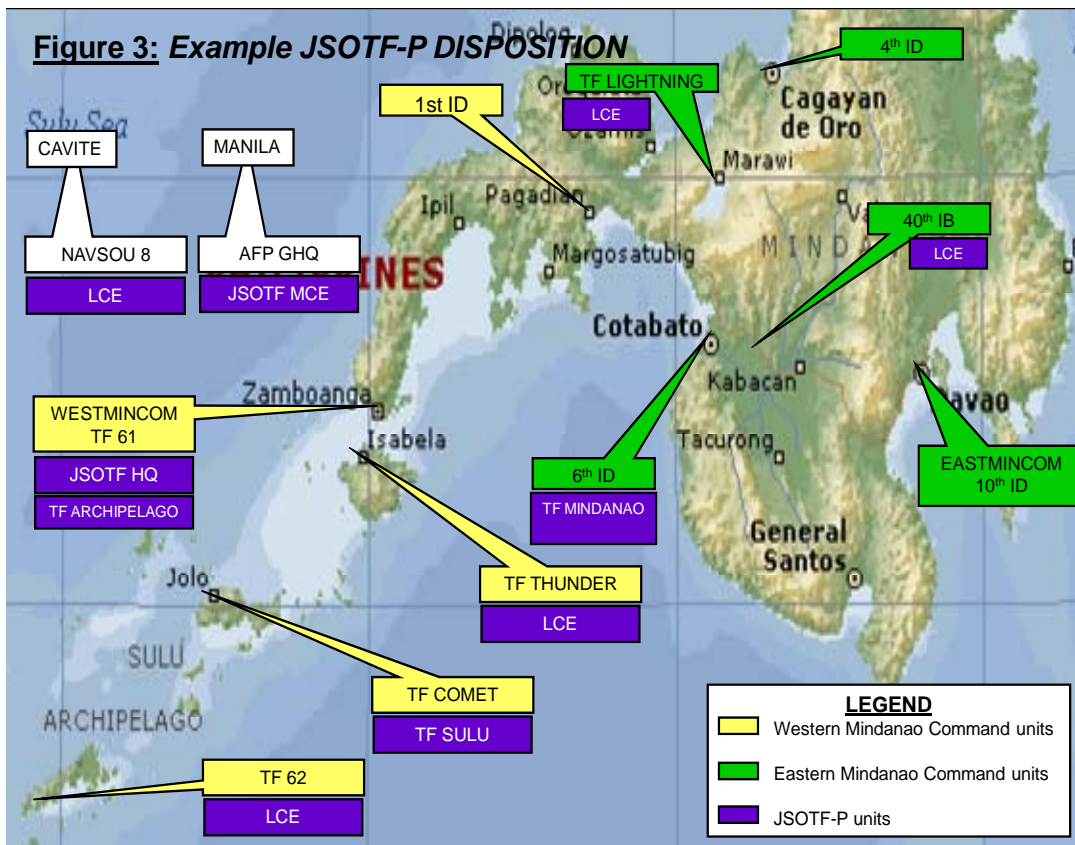 Figure 3: Example JSOTF-P DISPOSITION
Dipolog
4th ID
TF LIGHTNING
LCE
1st ID
Cagayan
de Oro
Sulu Sea
CAVITE
MANILA
Marawi
Ipil
Pagadian
NAVSOU 8
LCE
AFP GHQ
JSOTF MCE
Margosatubig
40th IB
LCE
Cotabato
Kabacan
Zamboanga
WESTMINCOM
TF 61
JSOTF HQ
TF ARCHIPELAGO
Isabela
Tacurong
6th ID
TF MINDANAO
EASTMINCOM
10th ID
General
Santos
Jolo
TF THUNDER
LCE
SULU
ARCHIPELAGO
TF COMET
TF SULU
TF 62
LCE
LEGEND
Western Mindanao Command units
Eastern Mindanao Command units
JSOTF-P units